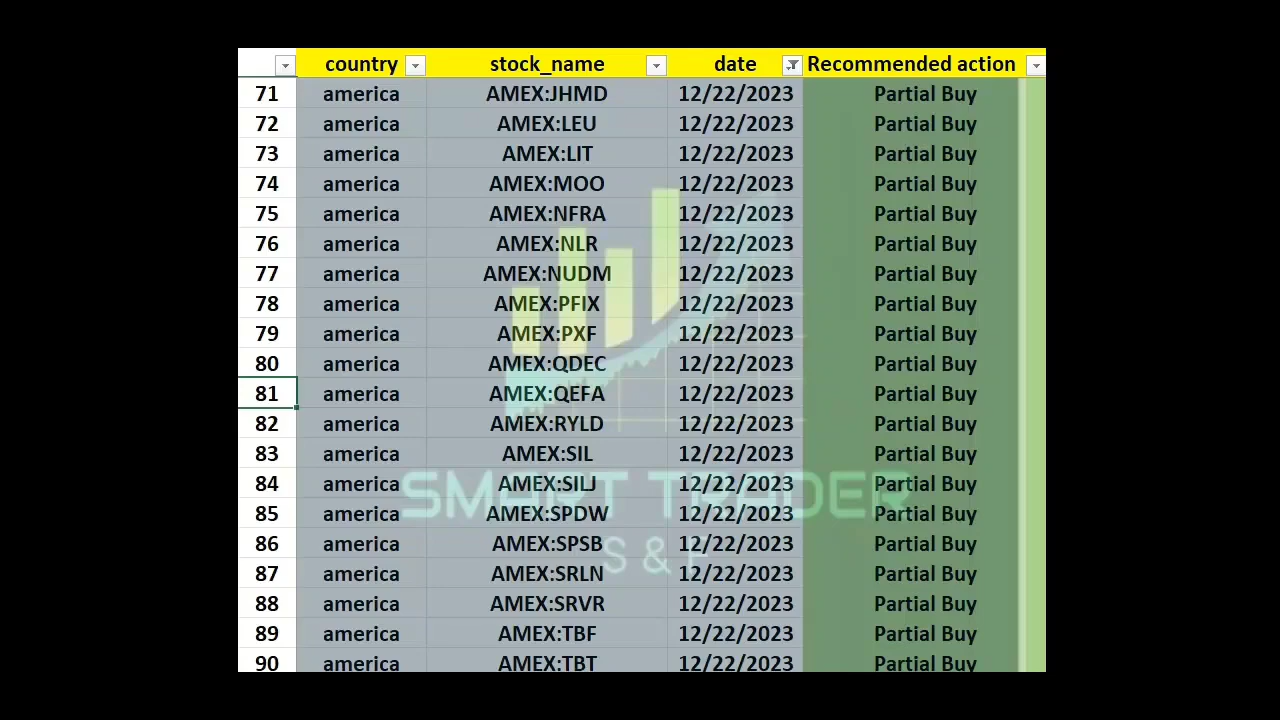 country stock_name date Recommended action
71 america AMEX:JHMD 12/22/2023 Partial Buy
72 america AMEX:LEU 12/22/2023 Partial Buy
73 america AMEX:LIT 12/22/2023 Partial Buy
74 america AMEX:MOO 12/22/2023 Partial Buy
75 america AMEX:NFRA 12/22/2023 Partial Buy
76 america AMEX:NLR 12/22/2023 Partial Buy
77 america AMEX:NUDM 12/22/2023 Partial Buy
78 america AMEX:PFIX 12/22/2023 Partial Buy
79 america AMEX:PXF 12/22/2023 Partial Buy
80 america AMEX:QDEC 12/22/2023 Partial Buy
81 america AMEX:QEFA 12/22/2023 Partial Buy
82 america AMEX:RYLD 12/22/2023 Partial Buy
83 america AMEX:SIL 12/22/2023 Partial Buy
84 america AMEX:SILJ 12/22/2023 Partial Buy
SMART TRADER
85 america AMEX:SPDW 12/22/2023 Partial Buy
86 america AMEX:SPSB 12/22/2023 Partial Buy
S & F
87 america AMEX:SRLN 12/22/2023 Partial Buy
88 america AMEX:SRVR 12/22/2023 Partial Buy
89 america AMEX:TBF 12/22/2023 Partial Buy
90 america AMEX:TBT 12/22/2023 Partial Buy